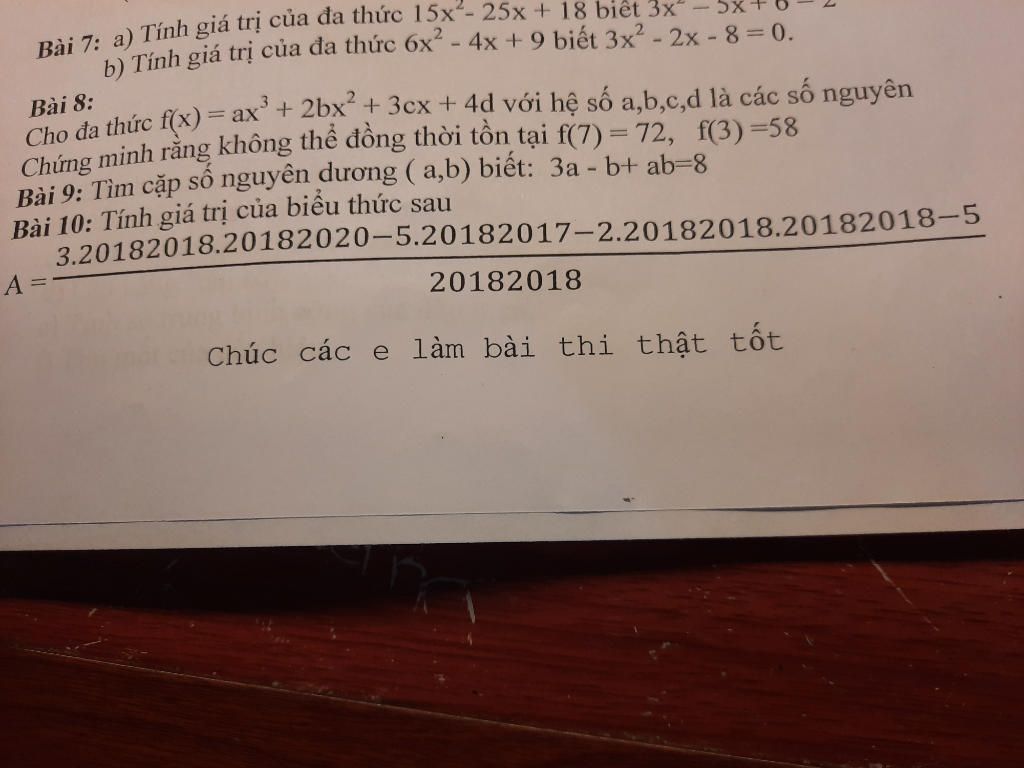 Bài 7: a) Tính giá trị của đa thức 15x²- 25x + 18 biết 3x² – 5x + 6 = 2
b) Tính giá trị của đa thức 6x² - 4x + 9 biết 3x² - 2x - 8 = 0.
Bài 8:
Cho đa thức f(x) = ax³ + 2bx² + 3cx + 4d với hệ số a,b,c,d là các số nguyên
Chứng minh rằng không thể đồng thời tồn tại f(7) = 72, f(3) =58
Bài 9: Tìm cặp số nguyên dương ( a,b) biết: 3a - b+ ab=8
Bài 10: Tính giá trị của biểu thức sau
3.20182018.20182020−5.20182017−2.20182018.20182018−5
A =
20182018
Chúc các e làm bài thi thật tốt